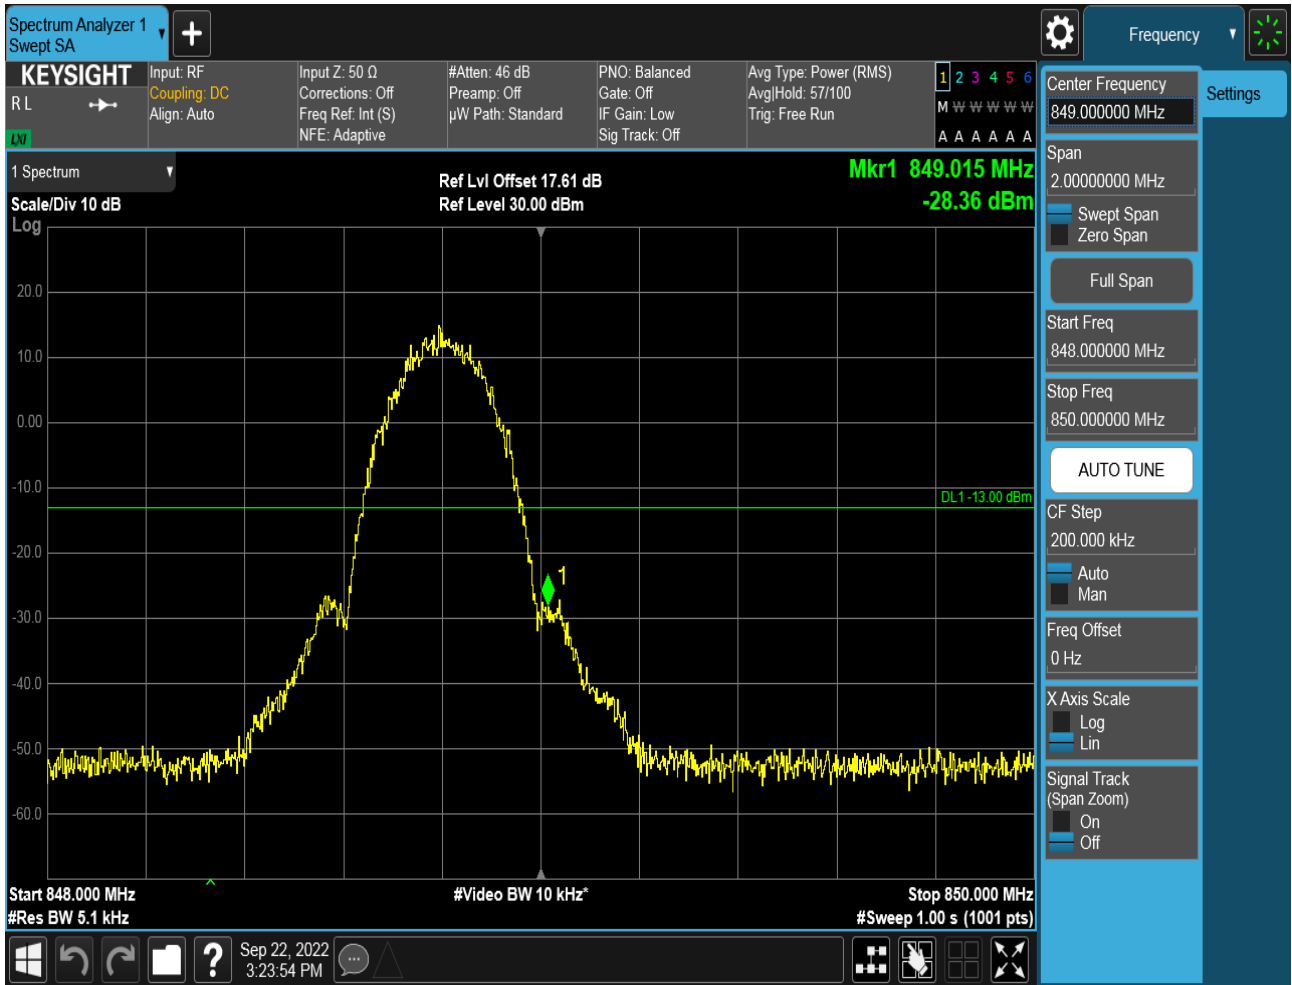 Spectrum Analyzer 1
Swept SA
Frequency
KEYSIGHT
R L
LXI
Input: RF
Coupling: DC
Align: Auto
Input Z: 50 Ω
Corrections: Off
Freq Ref: Int (S)
NFE: Adaptive
#Atten: 46 dB
Preamp: Off
µW Path: Standard
PNO: Balanced
Gate: Off
IF Gain: Low
Sig Track: Off
Avg Type: Power (RMS)
Avg|Hold: 57/100
Trig: Free Run
1 2 3 4 5 6
M W W W W W
A A A A A A
1 Spectrum
Scale/Div 10 dB
Log
Ref Lvl Offset 17.61 dB
Ref Level 30.00 dBm
Mkr1 849.015 MHz
-28.36 dBm
20.0
10.0
0.00
-10.0
-20.0
-30.0
-40.0
-50.0
-60.0
DL1 -13.00 dBm
1
Start 848.000 MHz
#Res BW 5.1 kHz
#Video BW 10 kHz*
Stop 850.000 MHz
#Sweep 1.00 s (1001 pts)
Center Frequency
849.000000 MHz
Settings
Span
2.00000000 MHz
Swept Span
Zero Span
Full Span
Start Freq
848.000000 MHz
Stop Freq
850.000000 MHz
AUTO TUNE
CF Step
200.000 kHz
Auto
Man
Freq Offset
0 Hz
X Axis Scale
Log
Lin
Signal Track
(Span Zoom)
On
Off
?
Sep 22, 2022
3:23:54 PM